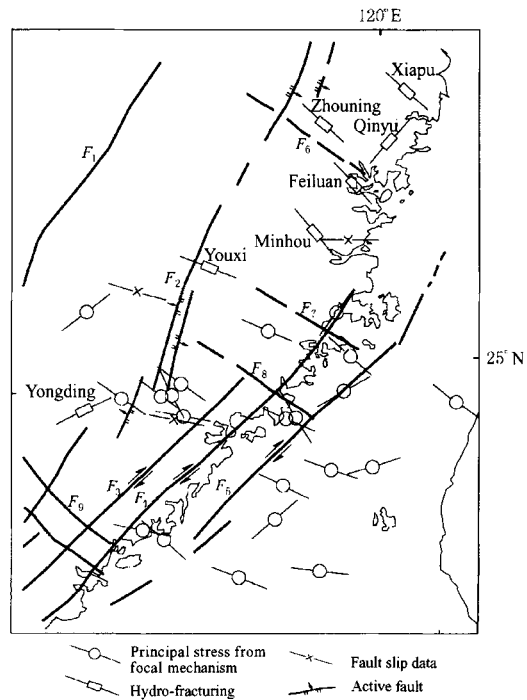 120°E
Xiapu
Zhouning
Qinyu
F1
F6
Feiluan
Minhou
Youxi
F2
F7
25°N
F8
Yongding
F3
F4
F5
F9
Principal stress from
focal mechanism
Fault slip data
Hydro-fracturing
Active fault